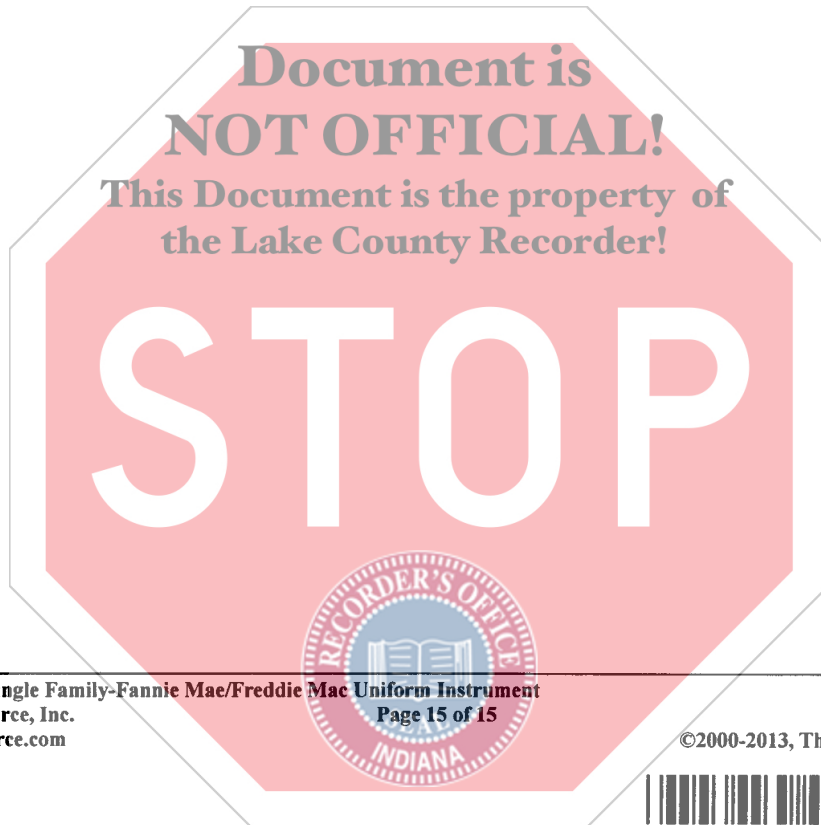 Document is
NOT OFFICIAL!
This Document is the property of
the Lake County Recorder!
STOP
RECORDER'S OFFICE
INDIANA
ngle Family-Fannie Mae/Freddie Mac Uniform Instrument
rce, Inc. Page 15 of 15
rce.com ©2000-2013, Th